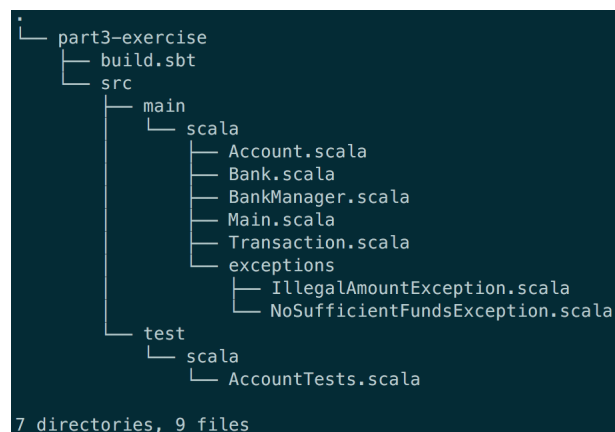 .
└── part3-exercise
    ├── build.sbt
    └── src
        ├── main
        │   └── scala
        │       ├── Account.scala
        │       ├── Bank.scala
        │       ├── BankManager.scala
        │       ├── Main.scala
        │       ├── Transaction.scala
        │       └── exceptions
        │           ├── IllegalAmountException.scala
        │           └── NoSufficientFundsException.scala
        └── test
            └── scala
                └── AccountTests.scala

7 directories, 9 files